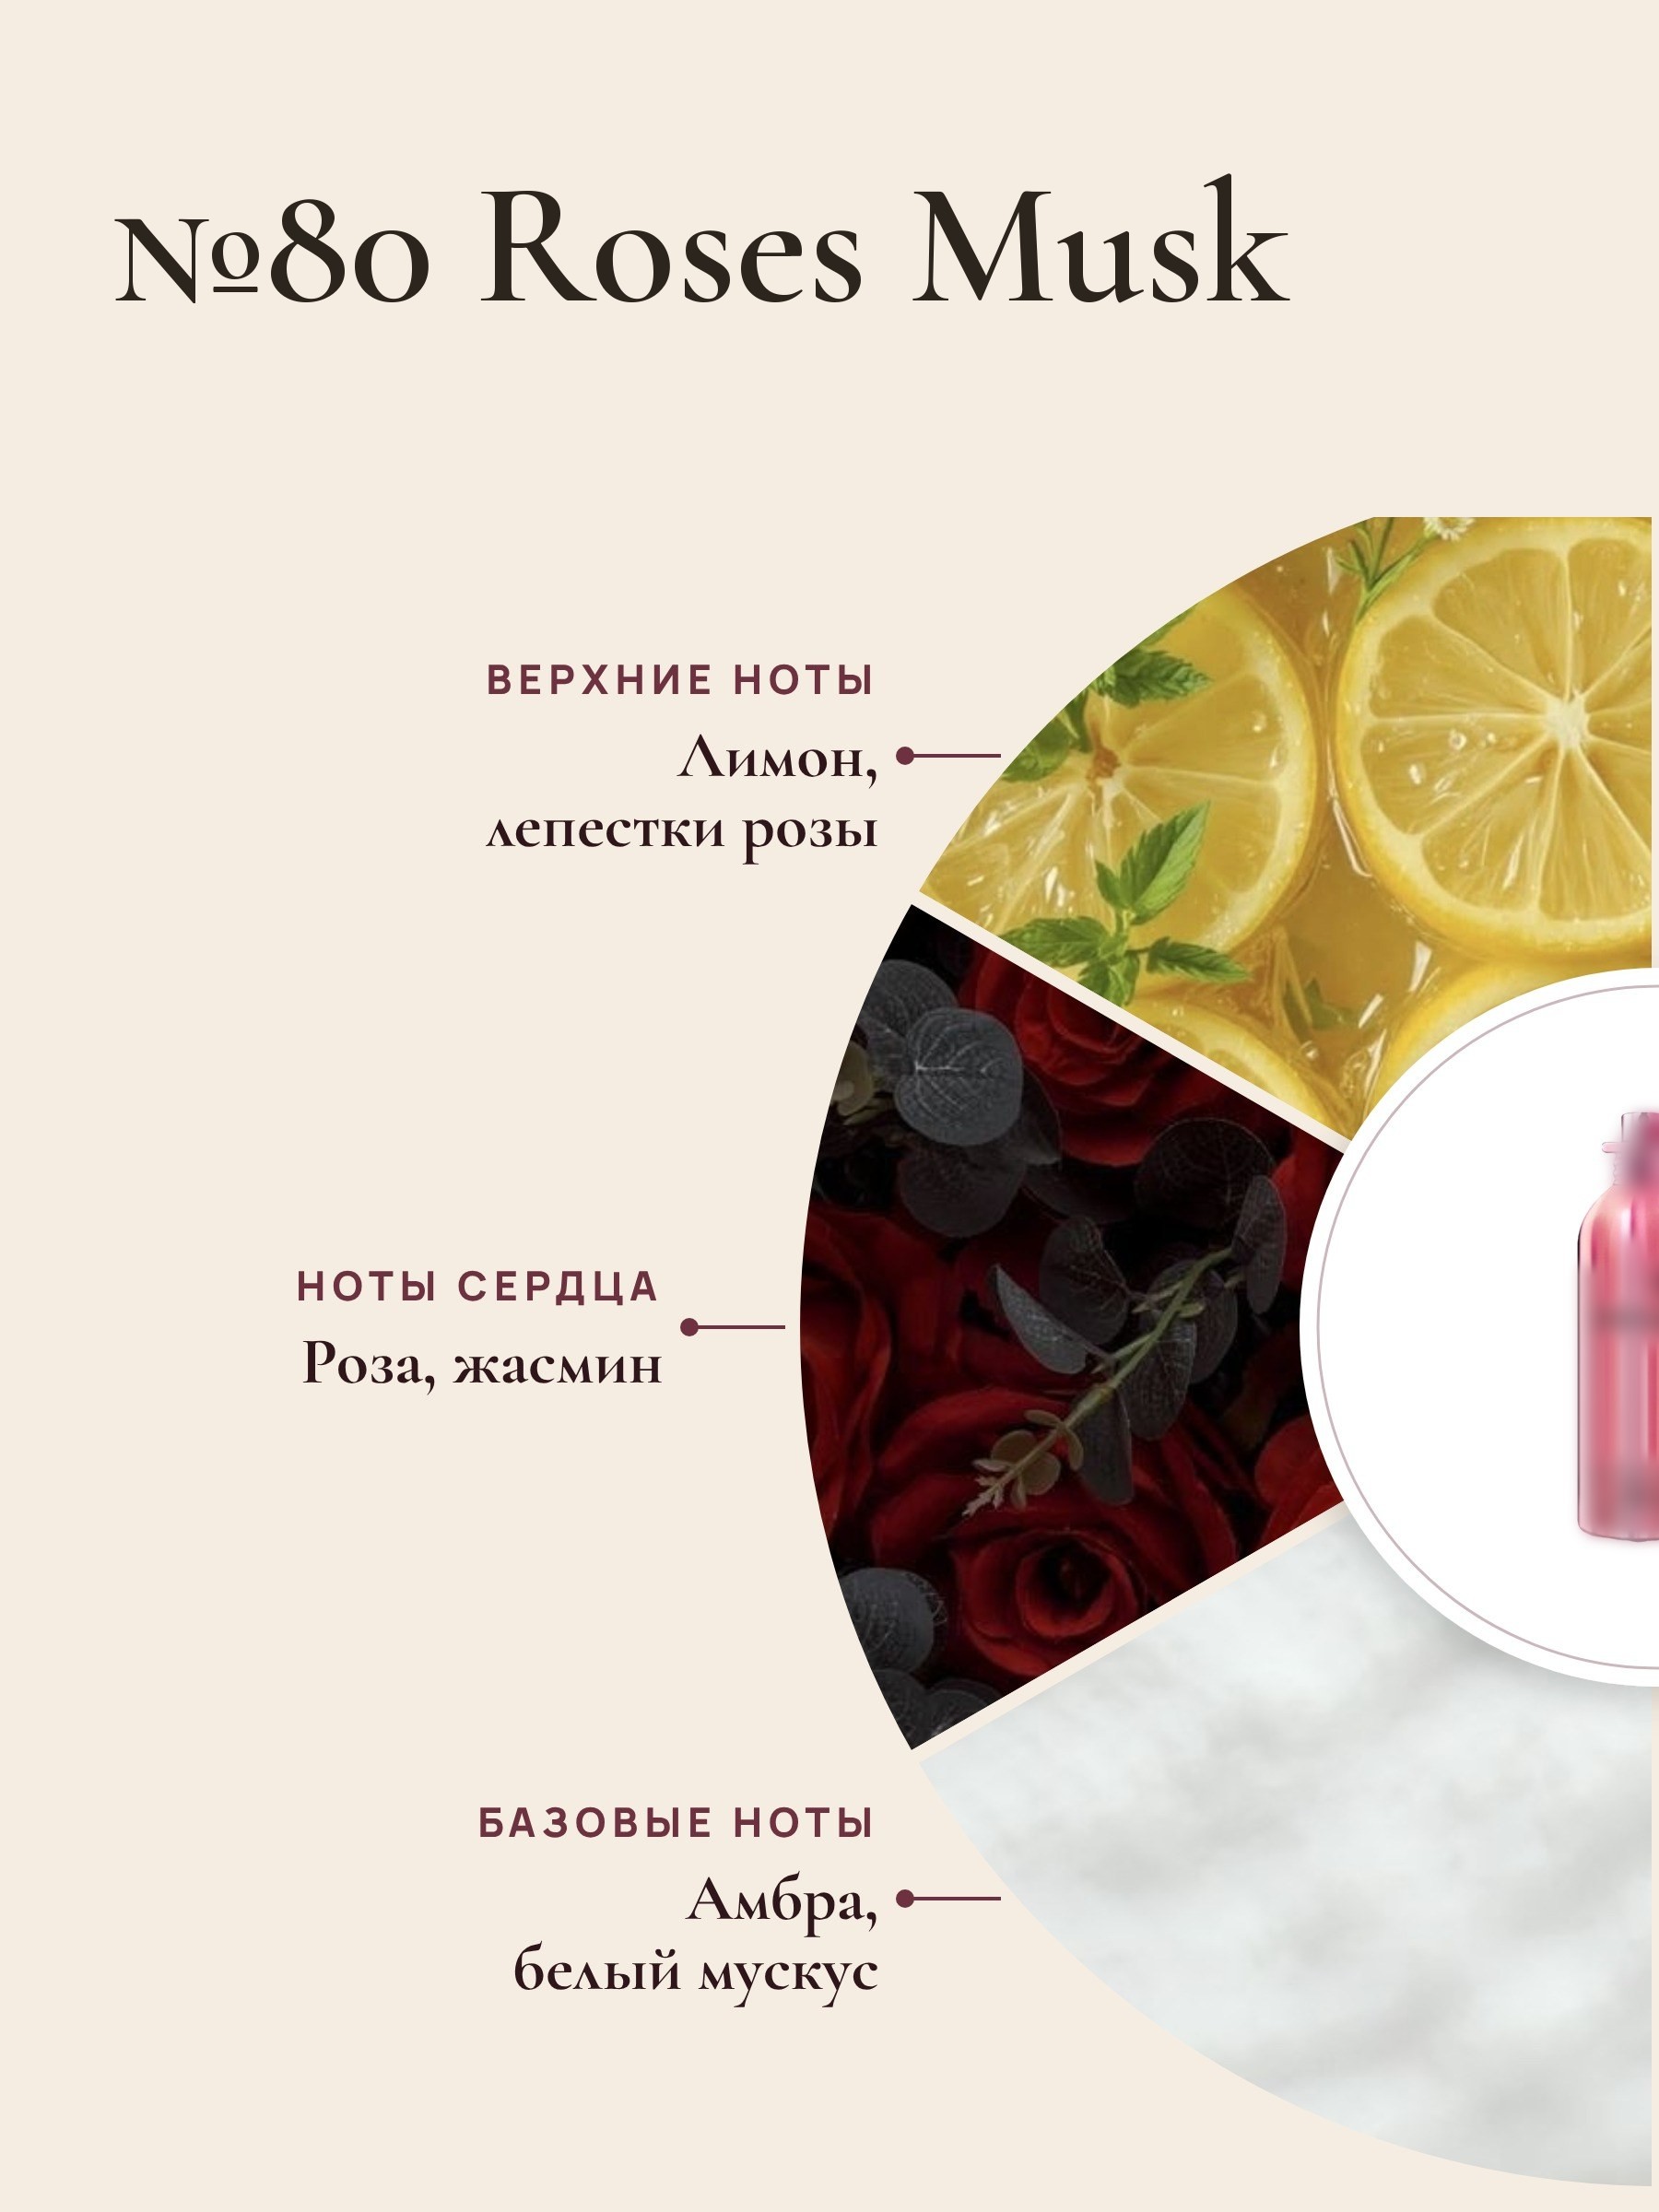 №80 Roses Musk
ВЕРХНИЕ НОТЫ
Лимон,
лепестки розы
НОТЫ СЕРДЦА
Роза, жасмин
БАЗОВЫЕ НОТЫ
Амбра,
белый мускус